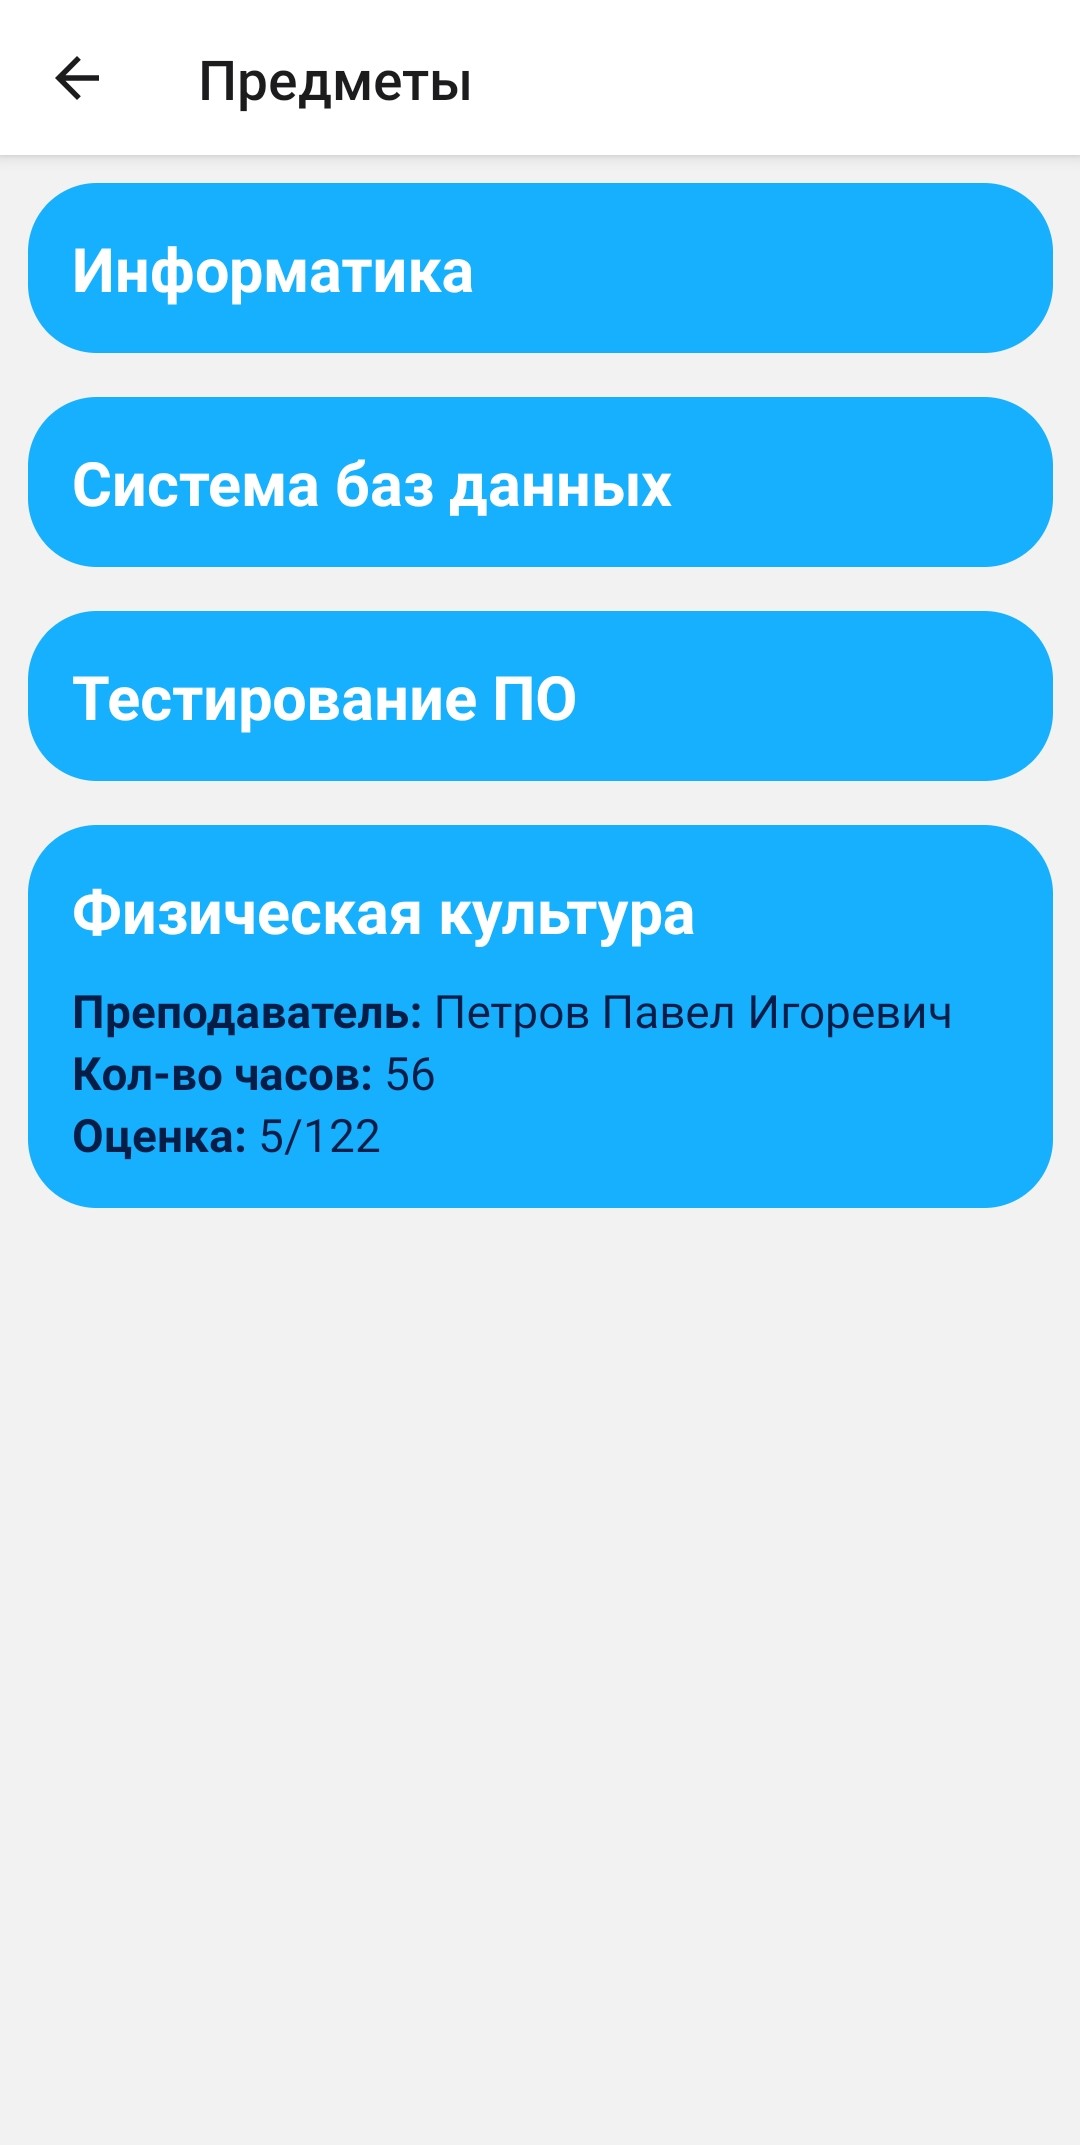 Предметы
Информатика
Система баз данных
Тестирование ПО
Физическая культура
Преподаватель: Петров Павел Игоревич
Кол-во часов: 56
Оценка: 5/122